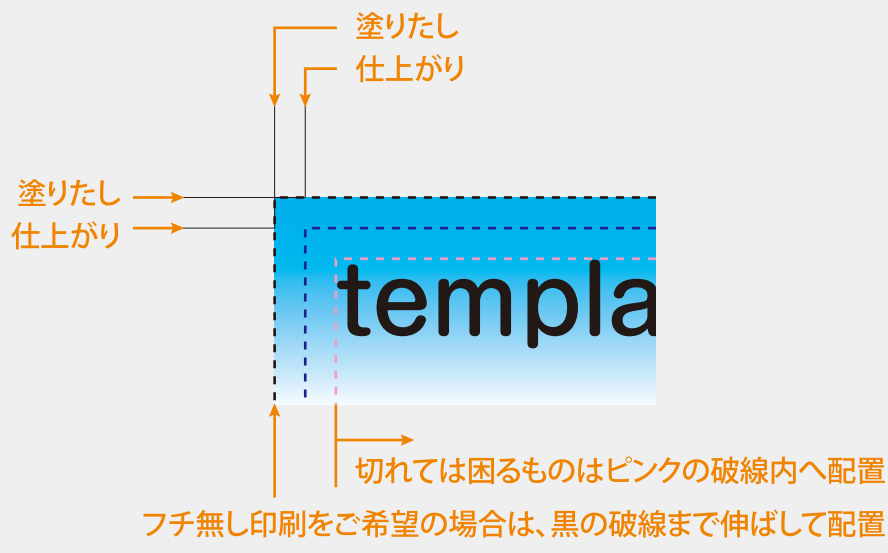 塗りたし
仕上がり
塗りたし
仕上がり
templa
切れては困るものはピンクの破線内へ配置
フチ無し印刷をご希望の場合は、黒の破線まで伸ばして配置